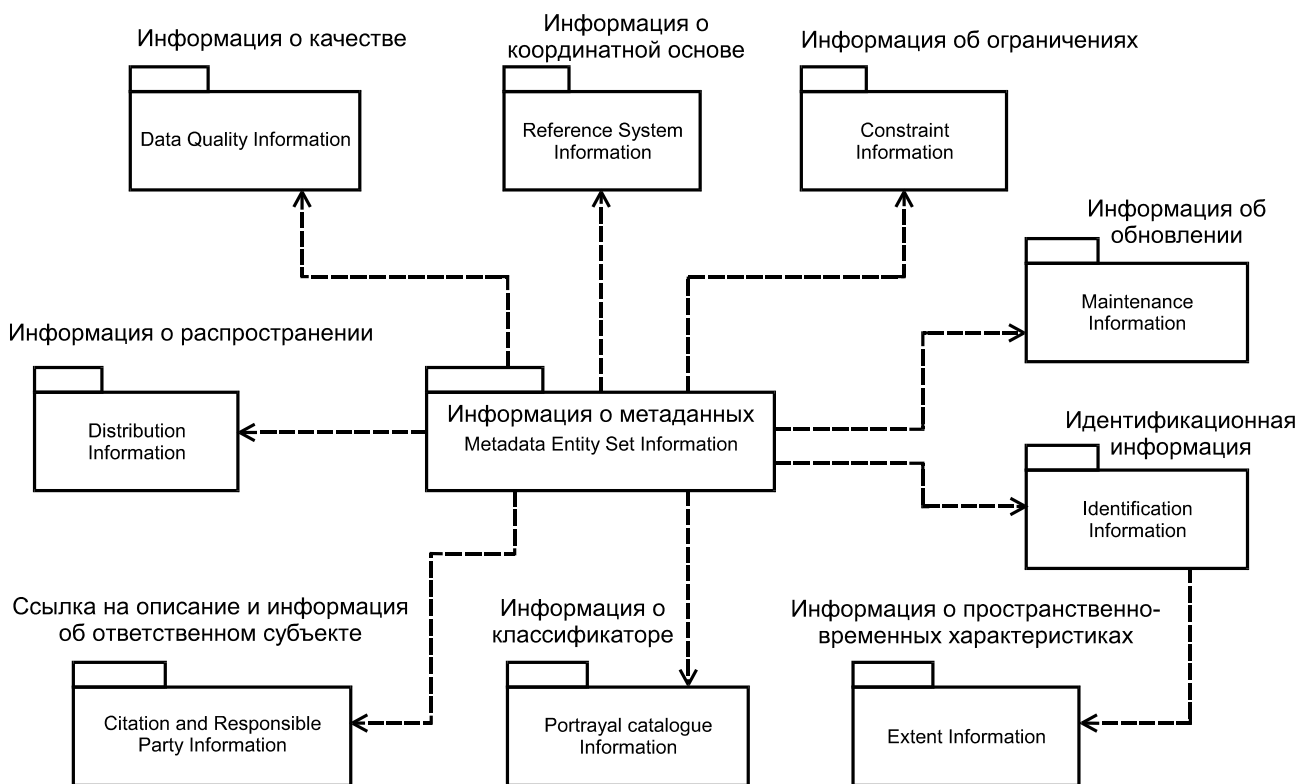 Информация о качестве
Data Quality Information
Информация о
координатной основе
Reference System
Information
Информация об ограничениях
Constraint
Information
Информация об
обновлении
Maintenance
Information
Информация о распространении
Distribution
Information
Информация о метаданных
Metadada Entity Set Information
Идентификационная
информация
Identification
Information
Ссылка на описание и информация
об ответственном субъекте
Citation and Responsible
Party Information
Информация о
классификаторе
Portrayal catalogue
Information
Информация о пространственно-
временных характеристиках
Extent Information